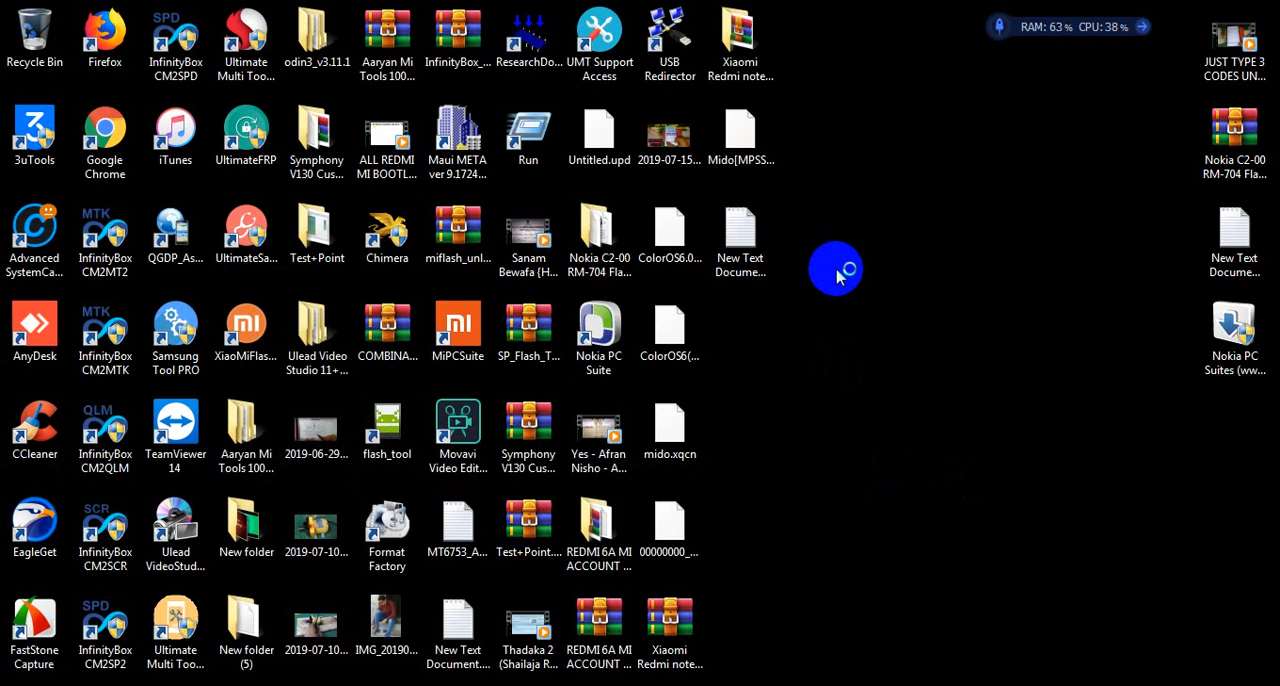 RAM: 63 % CPU: 38 %
Recycle Bin
Firefox
SPD
InfinityBox
CM2SPD
Ultimate
Multi Too...
odin3_v3.11.1
Aaryan Mi
Tools 100...
InfinityBox_...
ResearchDo...
UMT Support
Access
USB
Redirector
Xiaomi
Redmi note...
JUST TYPE 3
CODES UN...
3uTools
Google
Chrome
iTunes
UltimateFRP
Symphony
V130 Cus...
ALL REDMI
MI BOOTL...
Maui META
ver 9.1724...
Run
Untitled.upd
2019-07-15...
Mido[MPSS...
Nokia C2-00
RM-704 Fla...
Advanced
SystemCa...
MTK
InfinityBox
CM2MT2
QGDP_As...
UltimateSa...
Test+Point
Chimera
miflash_unl...
Sanam
Bewafa {H...
Nokia C2-00
RM-704 Fla...
ColorOS6.0...
New Text
Docume...
New Text
Docume...
AnyDesk
MTK
InfinityBox
CM2MTK
Samsung
Tool PRO
XiaoMiFlas...
Ulead Video
Studio 11+...
COMBINA...
MiPCSuite
SP_Flash_T...
Nokia PC
Suite
ColorOS6(...
Nokia PC
Suites (ww...
CCleaner
QLM
InfinityBox
CM2QLM
TeamViewer
14
Aaryan Mi
Tools 100...
2019-06-29...
flash_tool
Movavi
Video Edit...
Symphony
V130 Cus...
Yes - Afran
Nisho - A...
mido.xqcn
EagleGet
SCR
InfinityBox
CM2SCR
Ulead
VideoStud...
New folder
2019-07-10...
Format
Factory
MT6753_A...
Test+Point....
REDMI 6A MI
ACCOUNT ...
00000000_...
FastStone
Capture
SPD
InfinityBox
CM2SP2
Ultimate
Multi Too...
New folder
(5)
2019-07-10...
IMG_20190...
New Text
Document....
Thadaka 2
(Shailaja R...
REDMI 6A MI
ACCOUNT ...
Xiaomi
Redmi note...